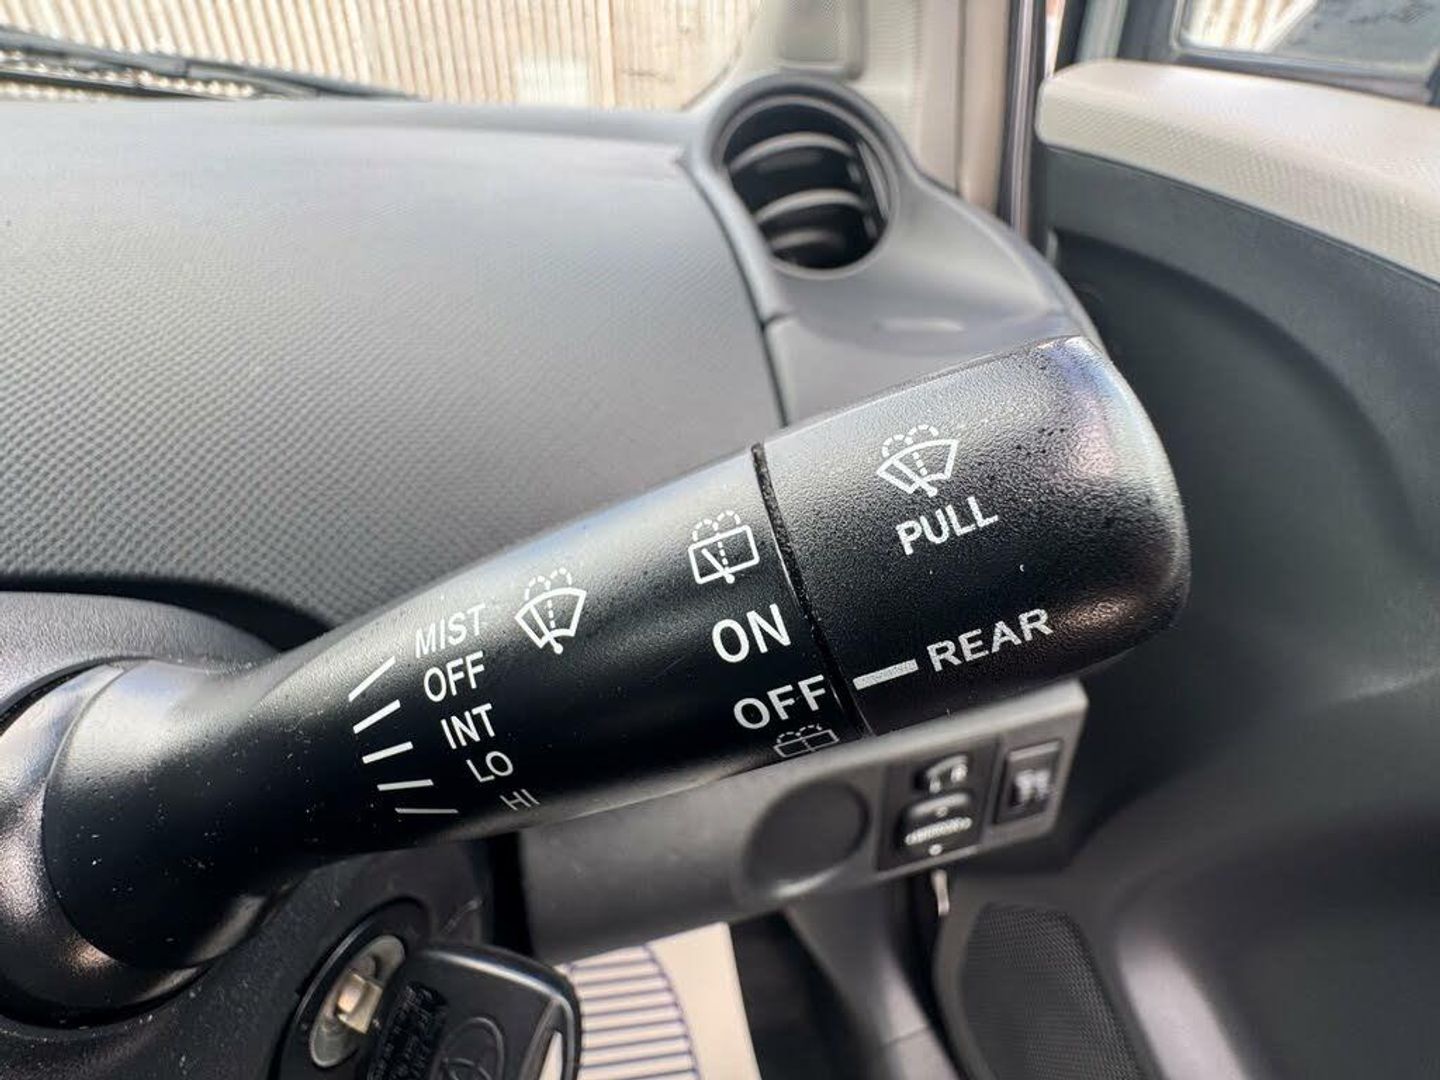 PULL
REAR
ON
OFF
MIST
OFF
INT
LO
HI